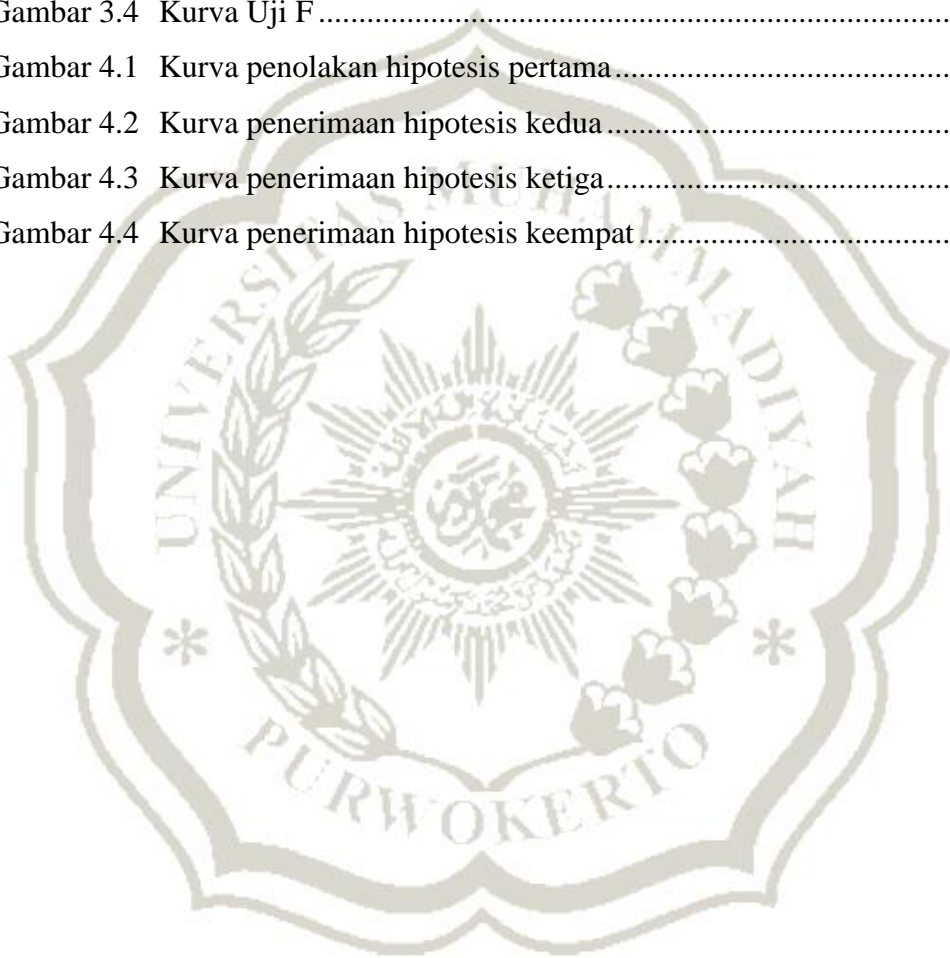 Gambar 3.4 Kurva Uji F
Gambar 4.1 Kurva penolakan hipotesis pertama
Gambar 4.2 Kurva penerimaan hipotesis kedua
Gambar 4.3 Kurva penerimaan hipotesis ketiga
Gambar 4.4 Kurva penerimaan hipotesis keempat
UNIVERSITAS MUHAMMADIYAH
PURWOKERTO